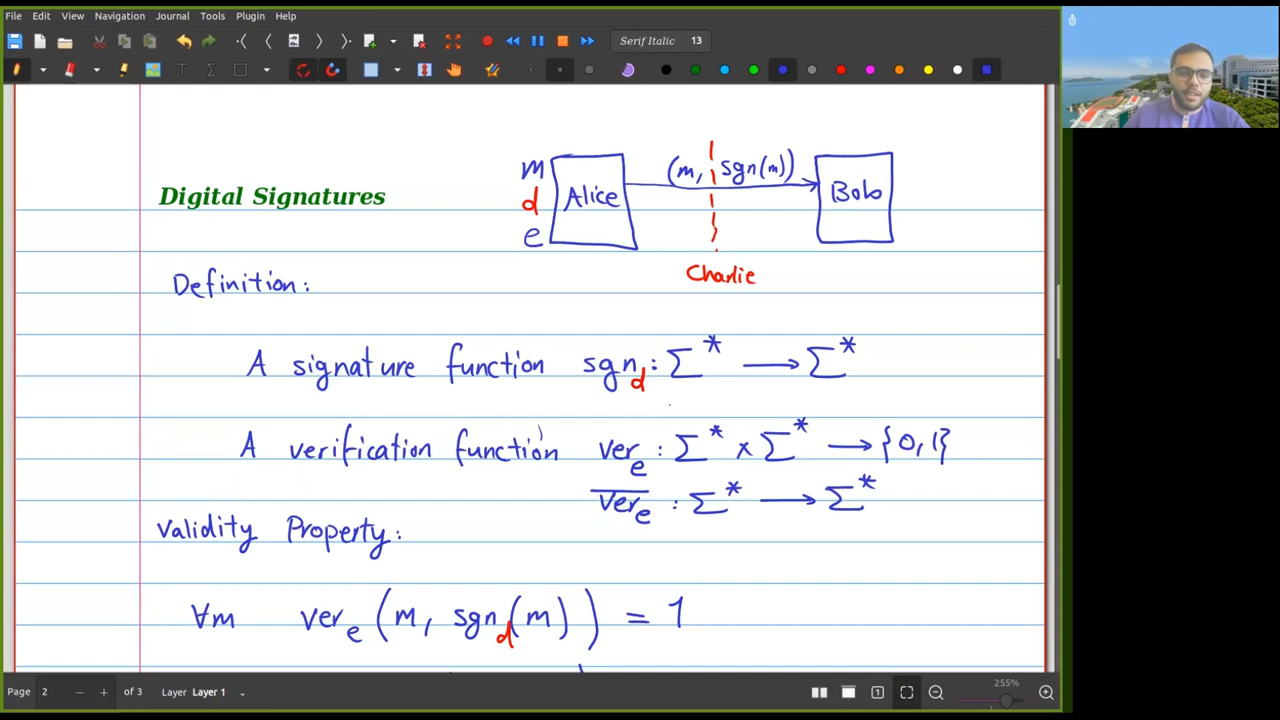 File Edit View Navigation Journal Tools Plugin Help
Serif Italic 13
m
d
e
Alice
(m, sgn(m))
Bob
Charlie
Digital Signatures
Definition:
A signature function sgn_d : Σ* ⟶ Σ*
A verification function ver_e : Σ* × Σ* ⟶ {0,1}
v̅e̅r̅_e : Σ* ⟶ Σ*
Validity Property:
∀m ver_e (m, sgn_d(m)) = 1
Page 2 of 3 Layer Layer 1 255%